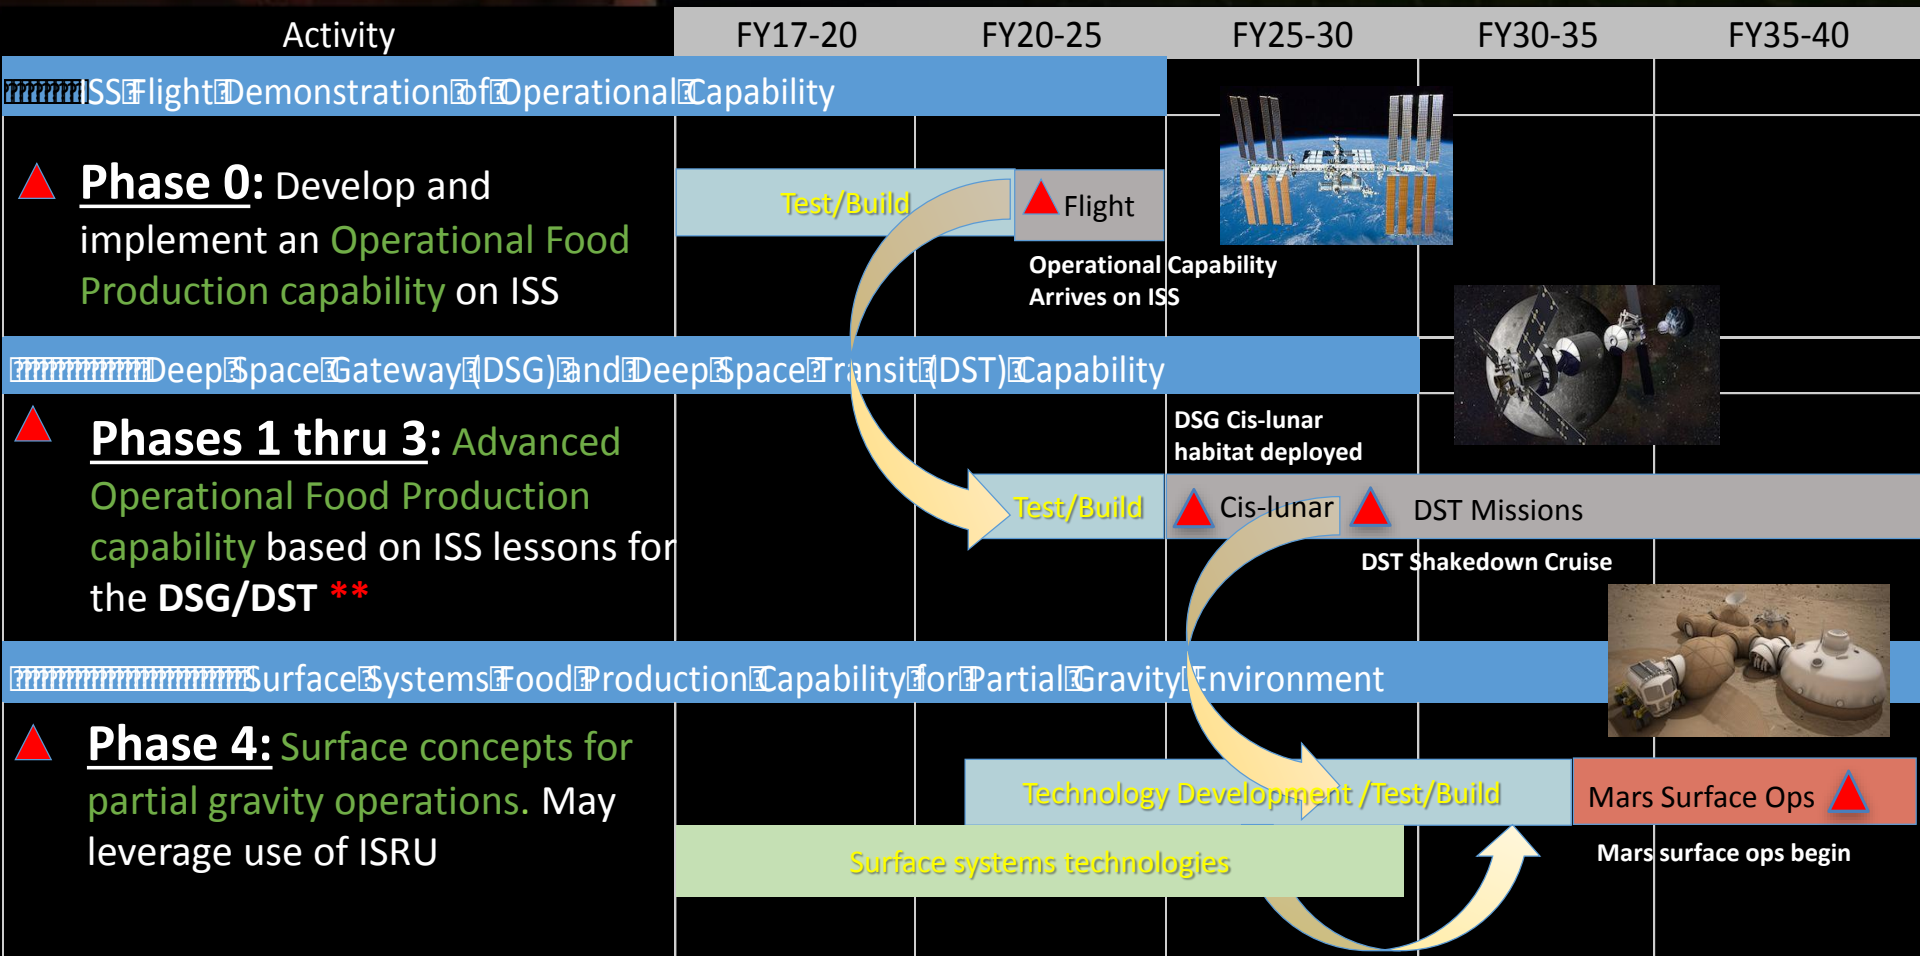 Activity
FY17-20
FY20-25
FY25-30
FY30-35
FY35-40
ISS Flight Demonstration of Operational Capability
Phase 0: Develop and
implement an Operational Food
Production capability on ISS
Test/Build
Flight
Operational Capability
Arrives on ISS
Deep Space Gateway (DSG) and Deep Space Transit (DST) Capability
Phases 1 thru 3: Advanced
Operational Food Production
capability based on ISS lessons for
the DSG/DST **
DSG Cis-lunar
habitat deployed
Test/Build
Cis-lunar
DST Missions
DST Shakedown Cruise
Surface Systems Food Production Capability for Partial Gravity Environment
Phase 4: Surface concepts for
partial gravity operations. May
leverage use of ISRU
Technology Development /Test/Build
Mars Surface Ops
Surface systems technologies
Mars surface ops begin